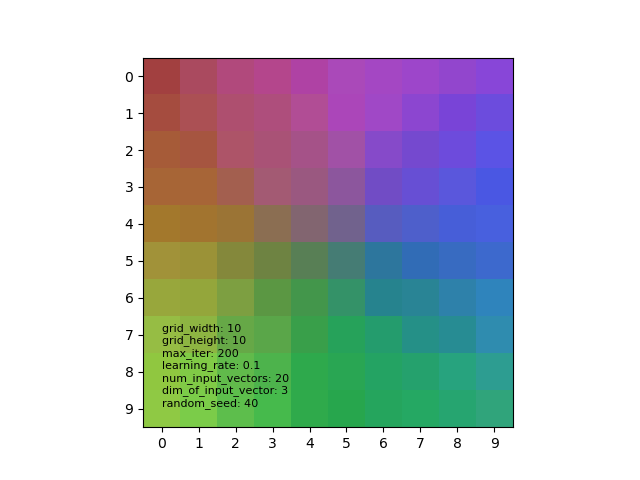 0
1
2
3
4
5
6
7
8
9
grid_width: 10
grid_height: 10
max_iter: 200
learning_rate: 0.1
num_input_vectors: 20
dim_of_input_vector: 3
random_seed: 40
0 1 2 3 4 5 6 7 8 9